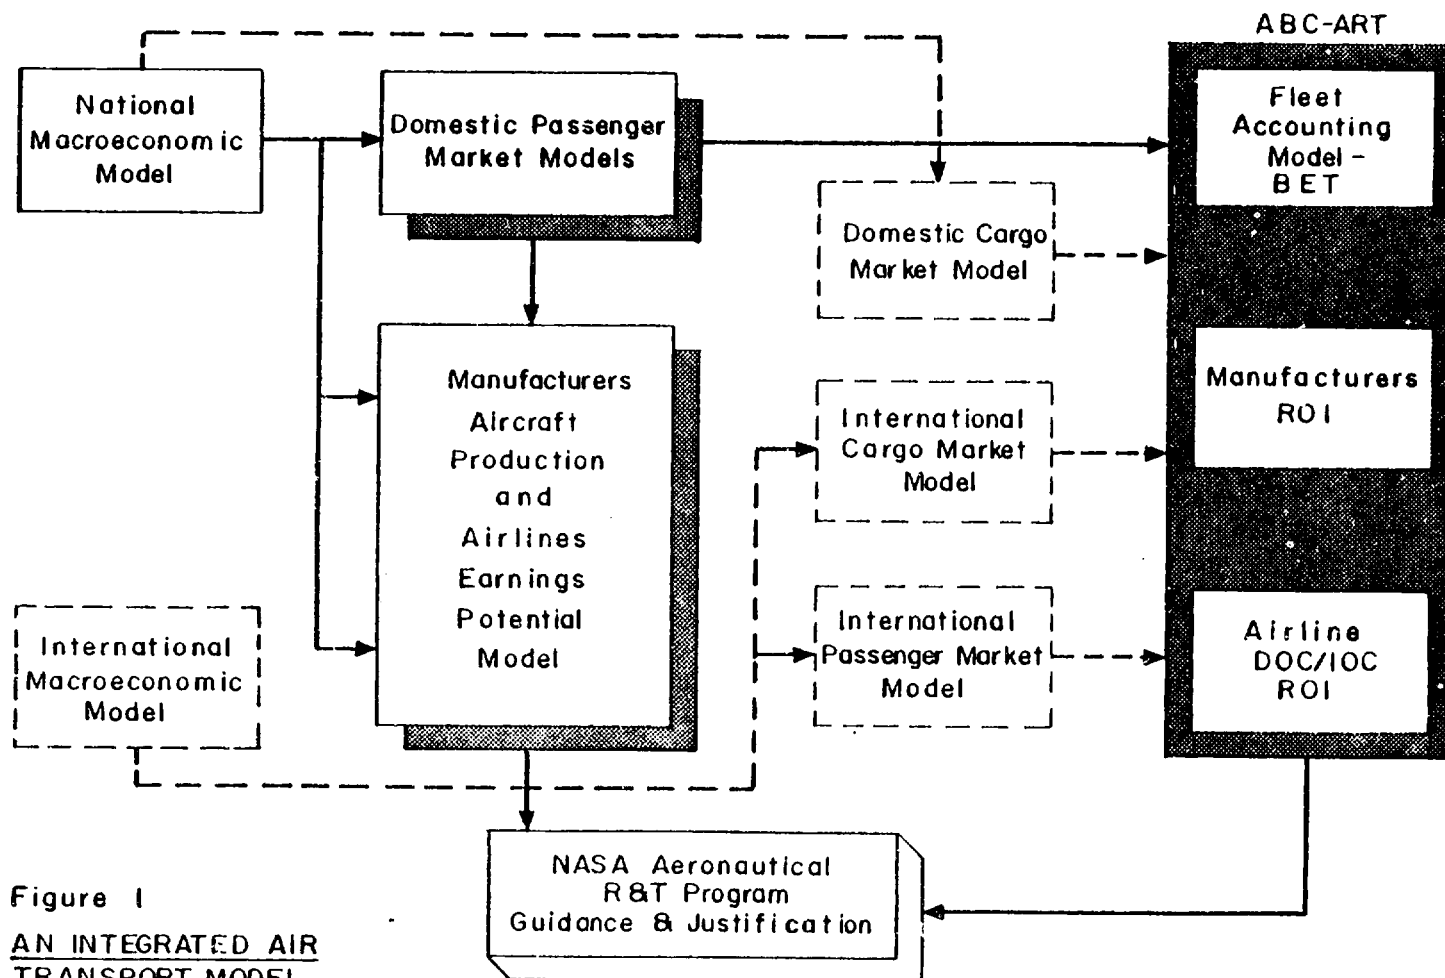 ABC-ART
National
Macroeconomic
Model
Domestic Passenger
Market Models
Fleet
Accounting
Model-
BET
Domestic Cargo
Market Model
Manufacturers
Aircraft
Production
and
Airlines
Earnings
Potential
Model
International
Cargo Market
Model
Manufacturers
ROI
International
Macroeconomic
Model
International
Passenger Market
Model
Airline
DOC/IOC
ROI
NASA Aeronautical
R&T Program
Guidance & Justification
Figure 1
AN INTEGRATED AIR
TRANSPORT MODEL